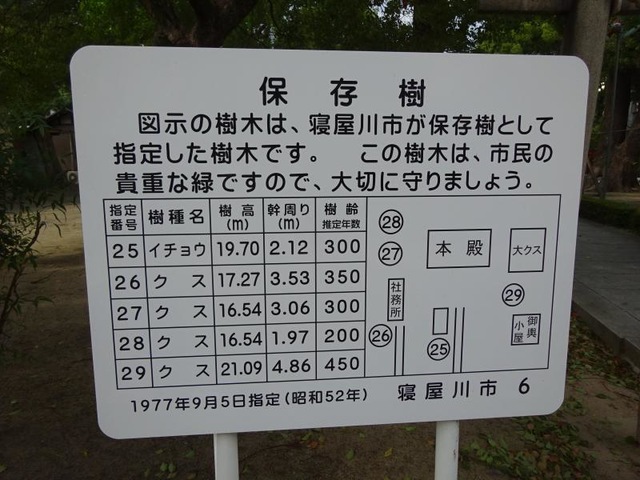 保存樹
図示の樹木は、寝屋川市が保存樹として
指定した樹木です。 この樹木は、市民の
貴重な緑ですので、大切に守りましょう。
指定番号 樹種名 樹高(m) 幹周り(m) 樹齢推定年数
25 イチョウ 19.70 2.12 300
26 クス 17.27 3.53 350
27 クス 16.54 3.06 300
28 クス 16.54 1.97 200
29 クス 21.09 4.86 450
28
27
本殿
大クス
社務所
29
御輿小屋
26
25
1977年9月5日指定(昭和52年) 寝屋川市 6